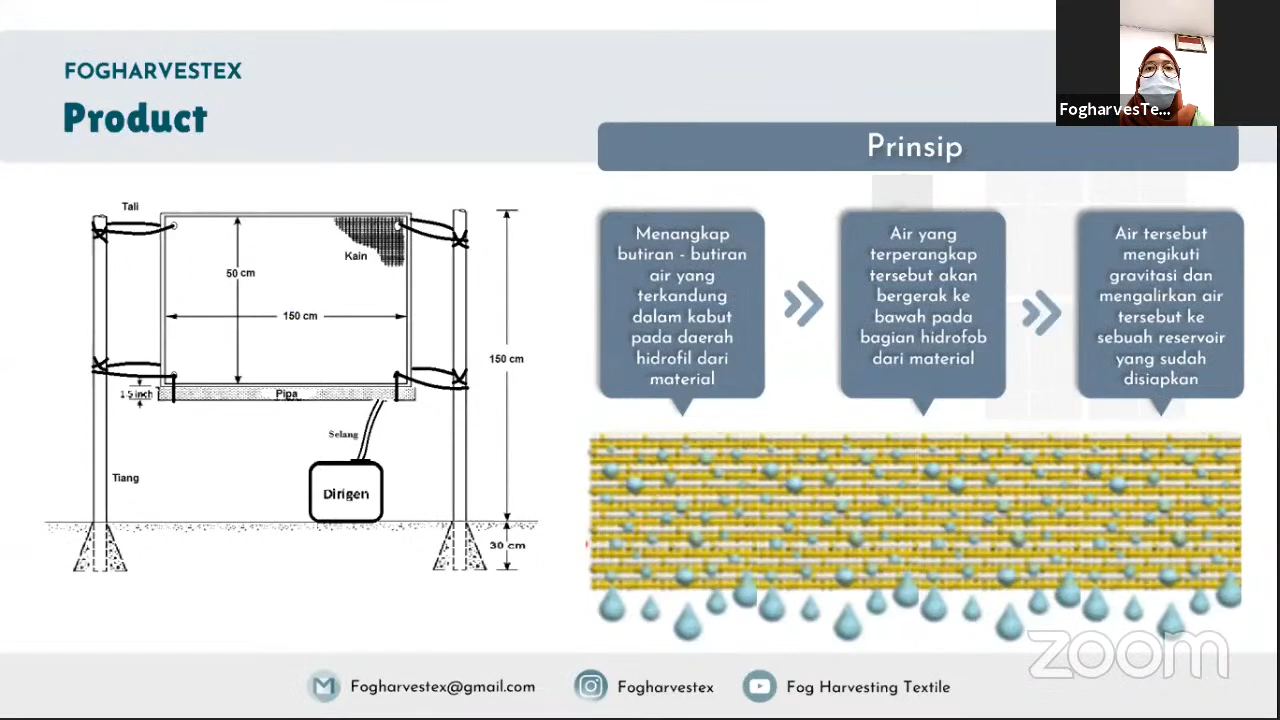 FOGHARVESTEX
Product
FogharvesTe...
Prinsip
Tali
Kain
50 cm
150 cm
150 cm
1.5 inch
Pipa
Selang
Tiang
Dirigen
30 cm
Menangkap
butiran - butiran
air yang
terkandung
dalam kabut
pada daerah
hidrofil dari
material
Air yang
terperangkap
tersebut akan
bergerak ke
bawah pada
bagian hidrofob
dari material
Air tersebut
mengikuti
gravitasi dan
mengalirkan air
tersebut ke
sebuah reservoir
yang sudah
disiapkan
zoom
Fogharvestex@gmail.com
Fogharvestex
Fog Harvesting Textile